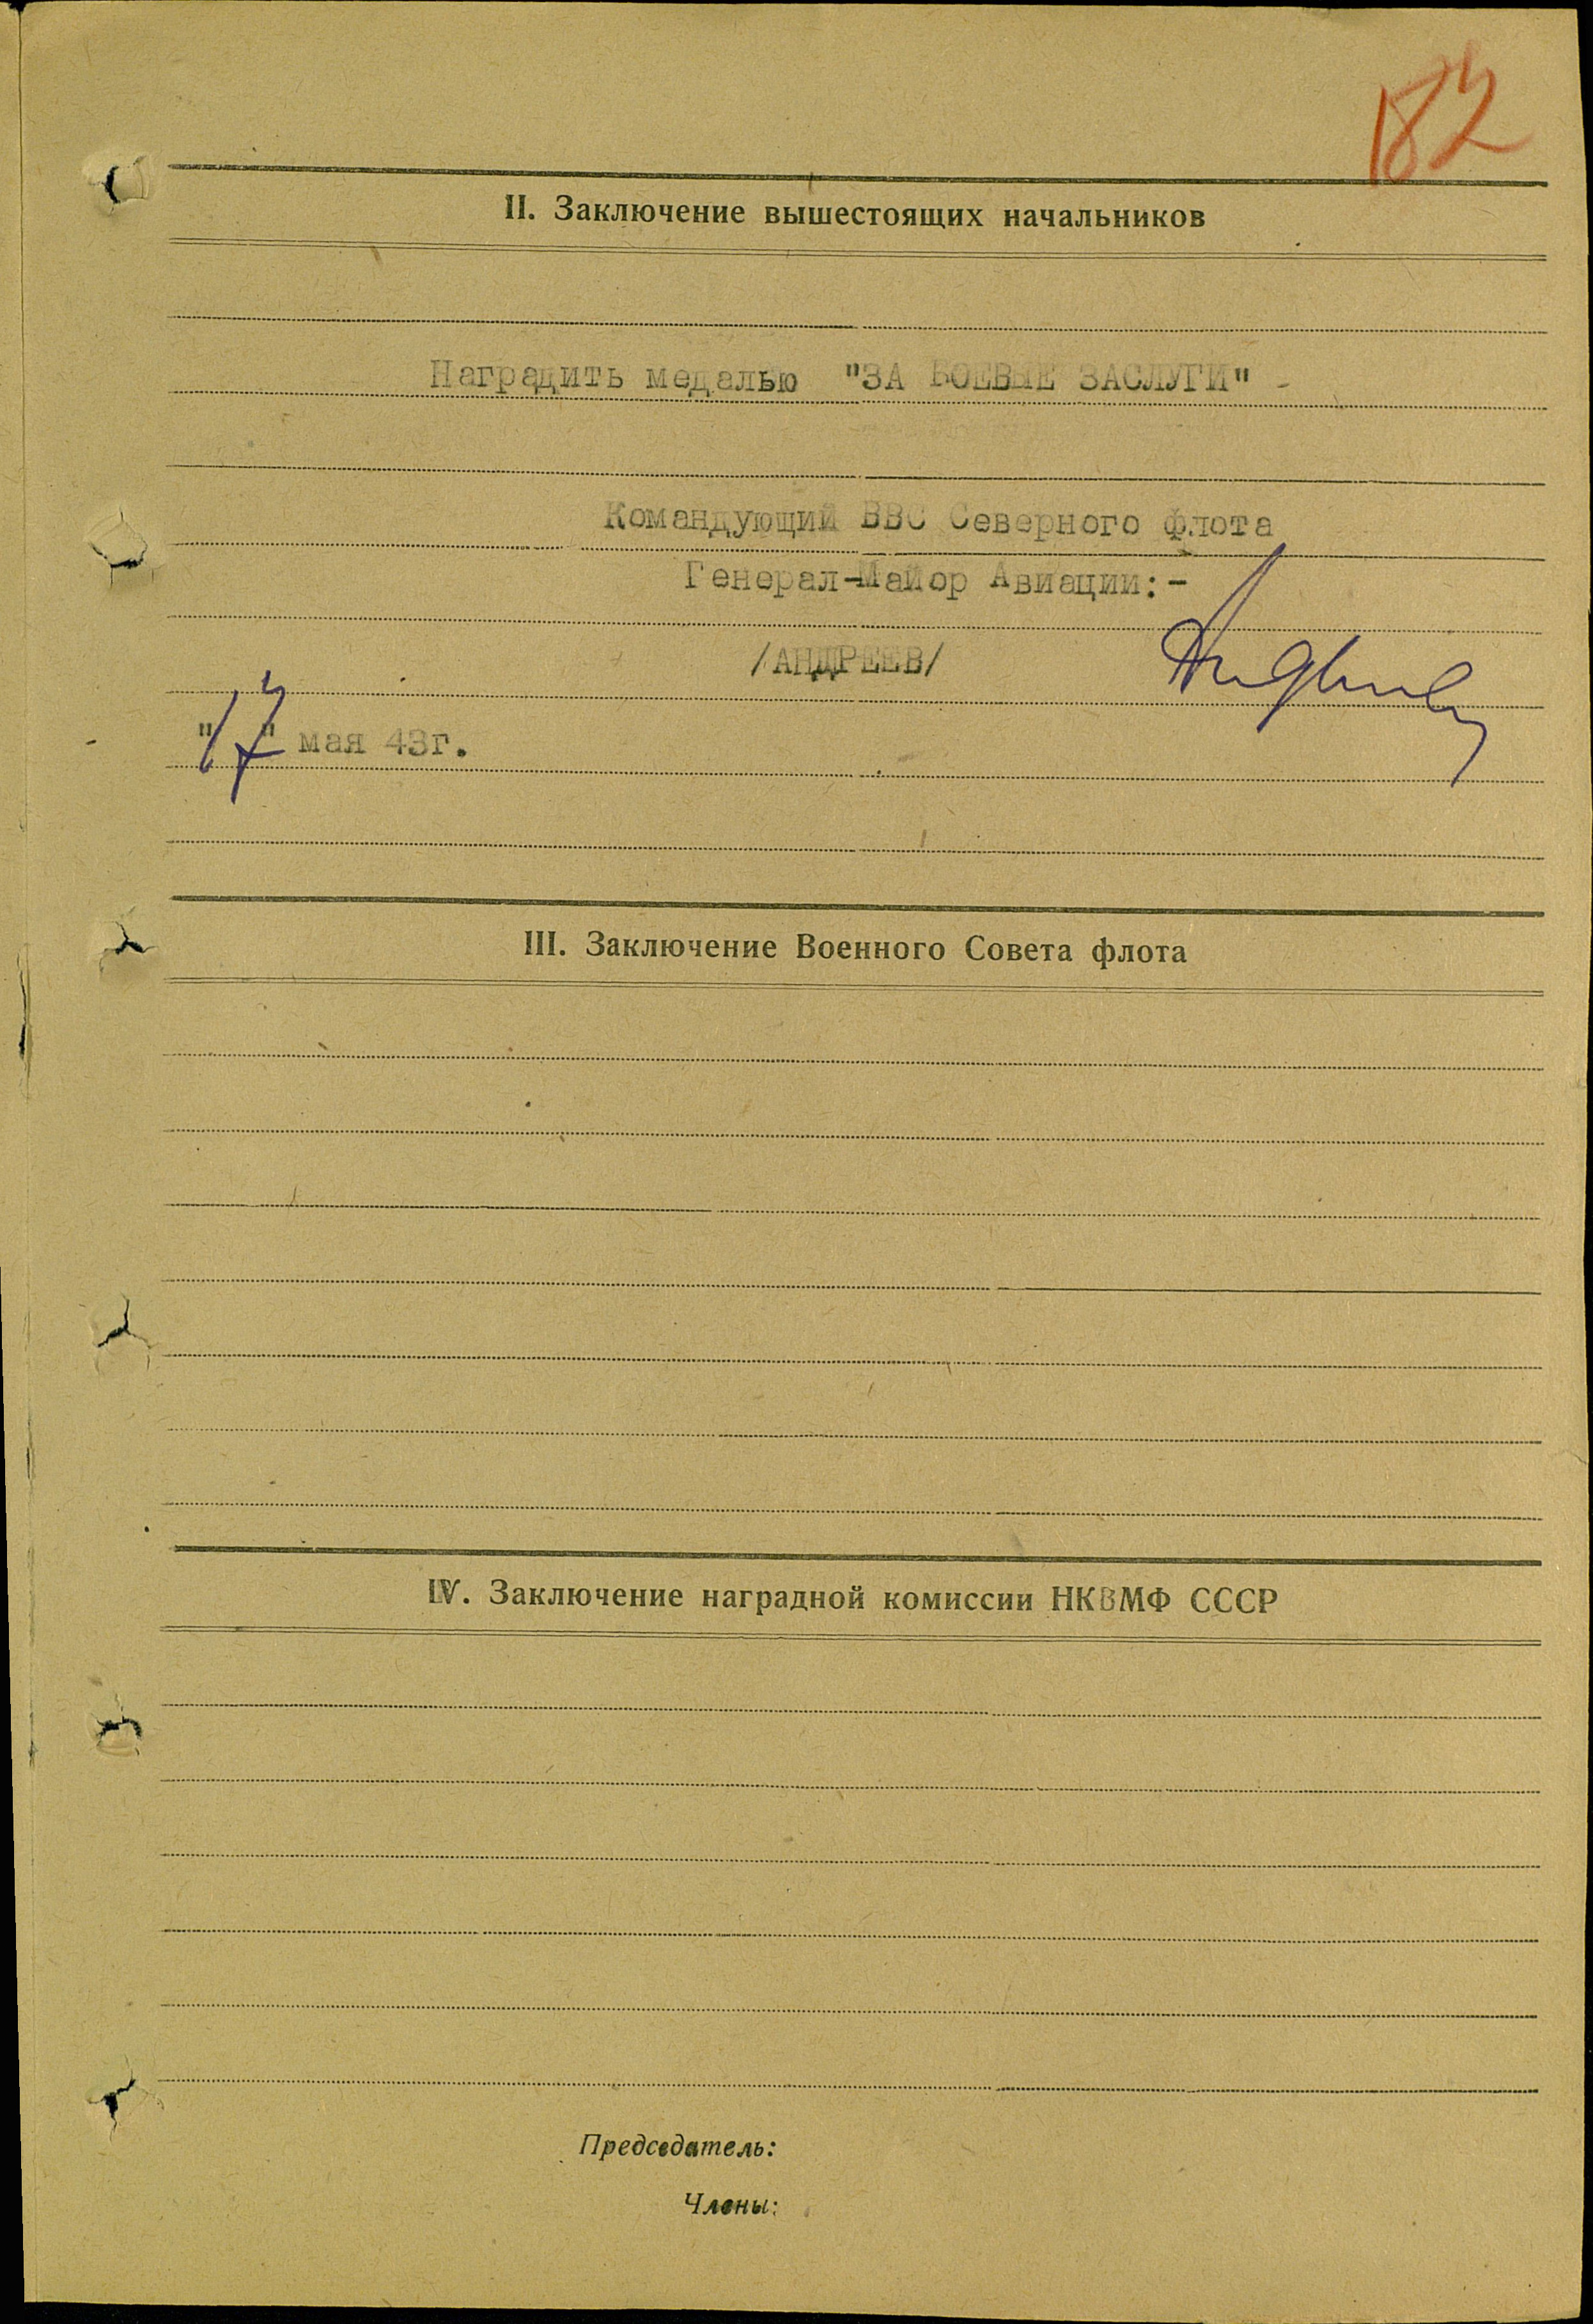 182
II. Заключение вышестоящих начальников
Наградить медалью "ЗА БОЕВЫЕ ЗАСЛУГИ" -
Командующий ВВС Северного флота
Генерал-Майор Авиации:-
/АНДРЕЕВ/
"17" мая 43г.
III. Заключение Военного Совета флота
IV. Заключение наградной комиссии НКВМФ СССР
Председатель:
Члены: